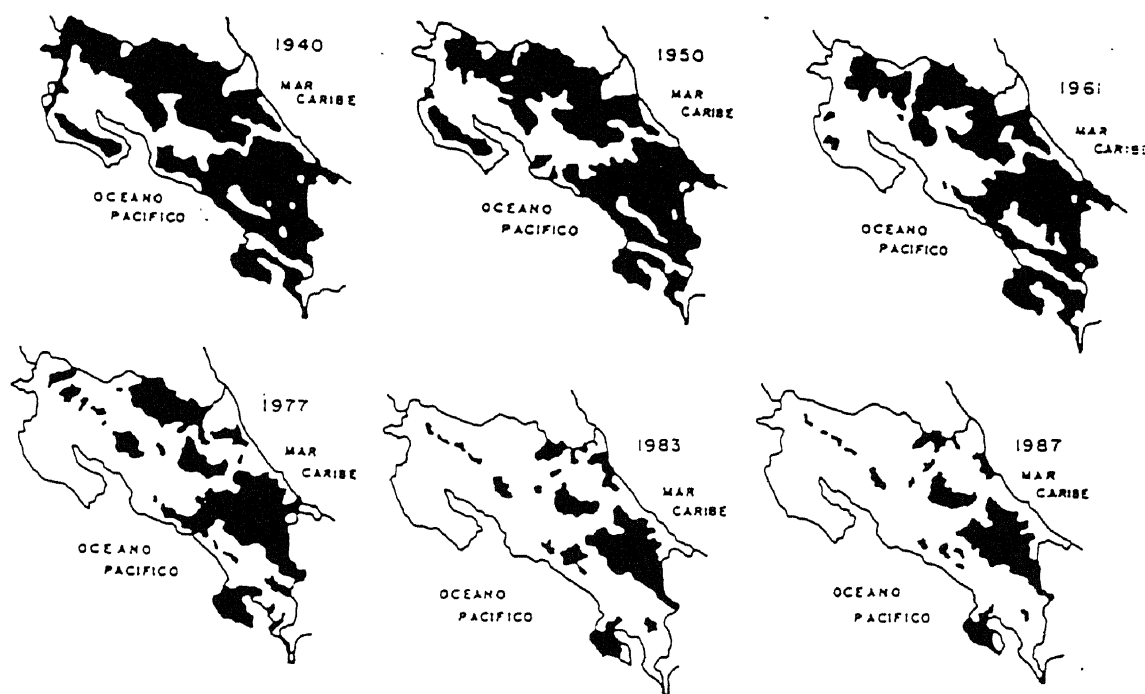 1940
MAR
CARIBE
OCEANO
PACIFICO
1950
MAR
CARIBE
OCEANO
PACIFICO
1961
MAR
CARIBE
OCEANO
PACIFICO
1977
MAR
CARIBE
OCEANO
PACIFICO
1983
MAR
CARIBE
OCEANO
PACIFICO
1987
MAR
CARIBE
OCEANO
PACIFICO